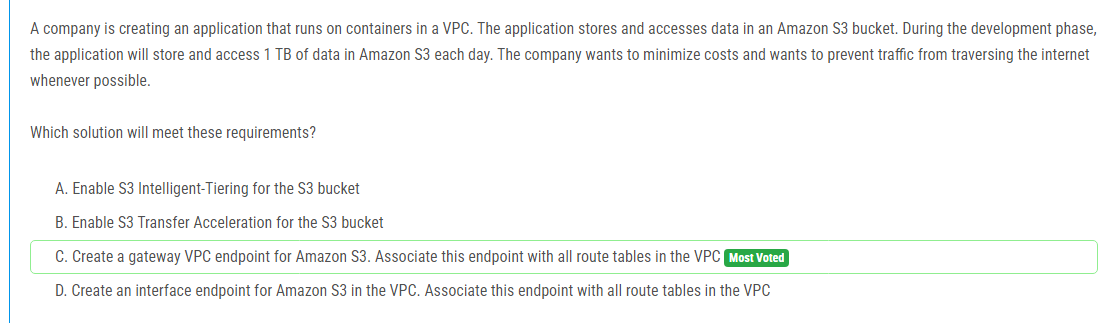 A company is creating an application that runs on containers in a VPC. The application stores and accesses data in an Amazon S3 bucket. During the development phase,
the application will store and access 1 TB of data in Amazon S3 each day. The company wants to minimize costs and wants to prevent traffic from traversing the internet
whenever possible.
Which solution will meet these requirements?
A. Enable S3 Intelligent-Tiering for the S3 bucket
B. Enable S3 Transfer Acceleration for the S3 bucket
C. Create a gateway VPC endpoint for Amazon S3. Associate this endpoint with all route tables in the VPC Most Voted
D. Create an interface endpoint for Amazon S3 in the VPC. Associate this endpoint with all route tables in the VPC